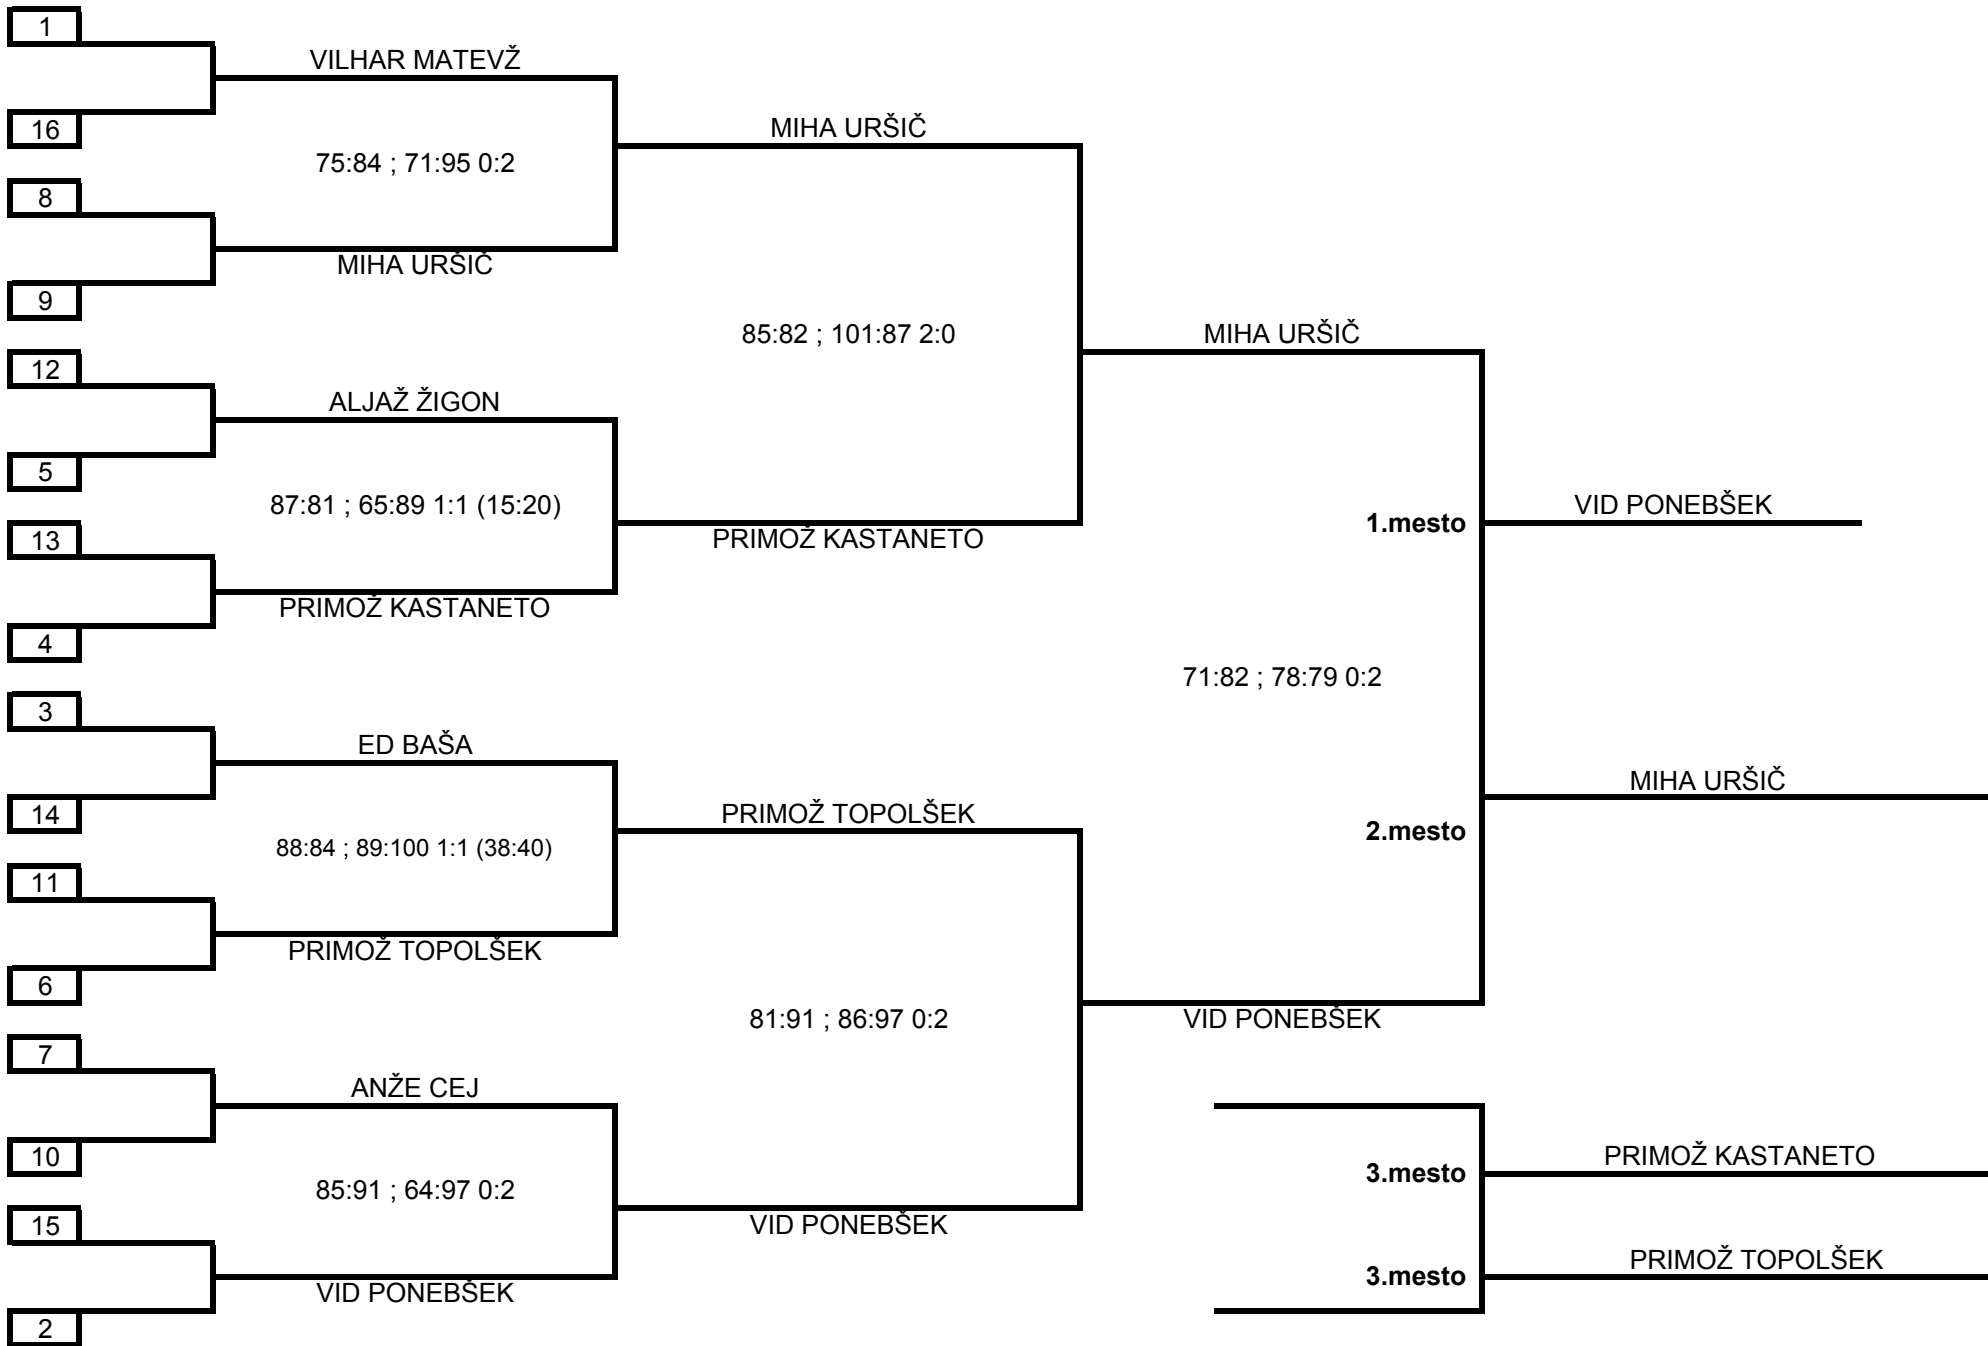 1
VILHAR MATEVŽ
16
MIHA URŠIČ
75:84 ; 71:95 0:2
8
MIHA URŠIČ
9
85:82 ; 101:87 2:0
MIHA URŠIČ
12
ALJAŽ ŽIGON
5
87:81 ; 65:89 1:1 (15:20)
VID PONEBŠEK
1.mesto
13
PRIMOŽ KASTANETO
PRIMOŽ KASTANETO
4
71:82 ; 78:79 0:2
3
ED BAŠA
MIHA URŠIČ
14
PRIMOŽ TOPOLŠEK
2.mesto
88:84 ; 89:100 1:1 (38:40)
11
PRIMOŽ TOPOLŠEK
6
81:91 ; 86:97 0:2
VID PONEBŠEK
7
ANŽE CEJ
10
PRIMOŽ KASTANETO
3.mesto
85:91 ; 64:97 0:2
15
VID PONEBŠEK
PRIMOŽ TOPOLŠEK
3.mesto
VID PONEBŠEK
2